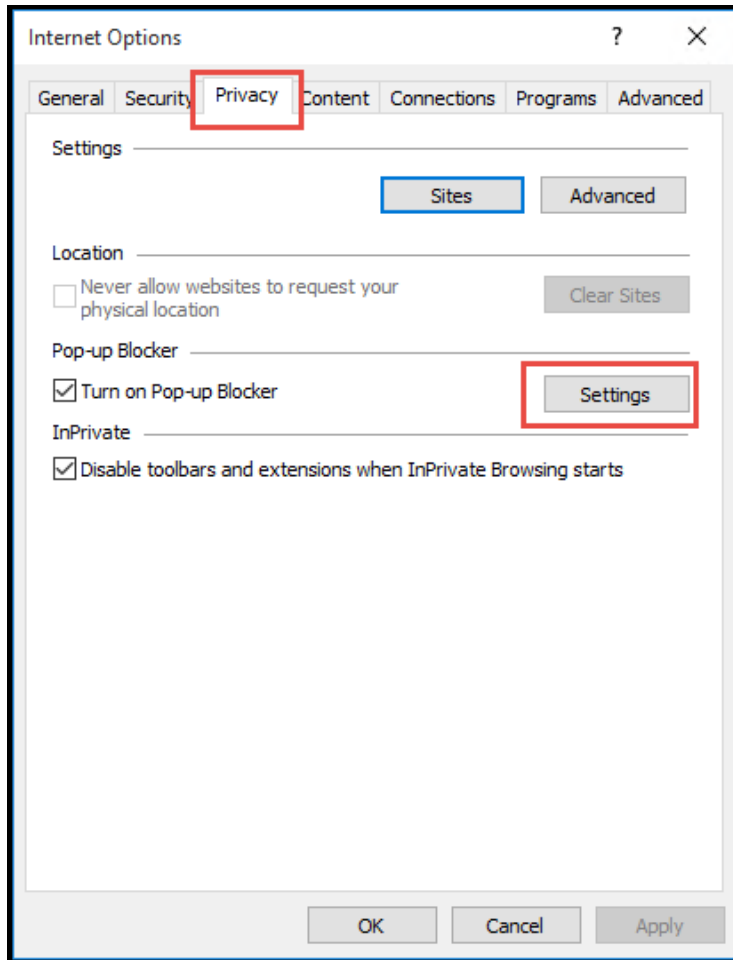 Internet Options ?
General Security Privacy Content Connections Programs Advanced
Settings
Sites Advanced
Location
Never allow websites to request your
physical location
Clear Sites
Pop-up Blocker
Turn on Pop-up Blocker
Settings
InPrivate
Disable toolbars and extensions when InPrivate Browsing starts
OK Cancel Apply